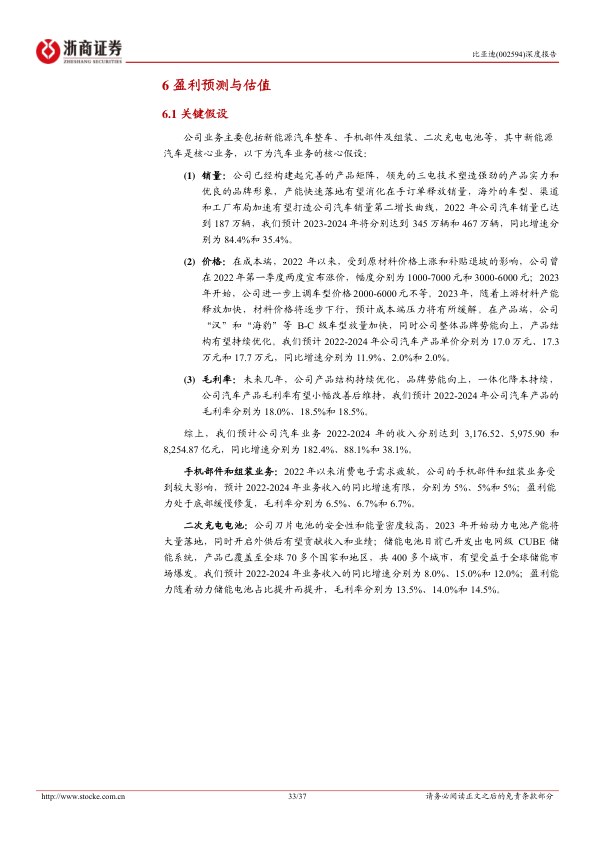 浙商证券
ZHESHANG SECURITIES
比亚迪(002594)深度报告
6 盈利预测与估值
6.1 关键假设
公司业务主要包括新能源汽车整车、手机部件及组装、二次充电电池等，其中新能源
汽车是核心业务，以下为汽车业务的核心假设：
(1) 销量：公司已经构建起完善的产品矩阵，领先的三电技术塑造强劲的产品实力和
优良的品牌形象，产能快速落地有望消化在手订单释放销量，海外的车型、渠道
和工厂布局加速有望打造公司汽车销量第二增长曲线，2022 年公司汽车销量已达
到 187 万辆，我们预计 2023-2024 年将分别达到 345 万辆和 467 万辆，同比增速分
别为 84.4%和 35.4%。
(2) 价格：在成本端，2022 年以来，受到原材料价格上涨和补贴退坡的影响，公司曾
在 2022 年第一季度两度宣布涨价，幅度分别为 1000-7000 元和 3000-6000 元；2023
年开始，公司进一步上调车型价格 2000-6000 元不等。2023 年，随着上游材料产能
释放加快，材料价格将逐步下行，预计成本端压力将有所缓解。在产品端，公司
“汉”和“海豹”等 B-C 级车型放量加快，同时公司整体品牌势能向上，产品结
构有望持续优化。我们预计 2022-2024 年公司汽车产品单价分别为 17.0 万元、17.3
万元和 17.7 万元，同比增速分别为 11.9%、2.0%和 2.0%。
(3) 毛利率：未来几年，公司产品结构持续优化，品牌势能向上，一体化降本持续，
公司汽车产品毛利率有望小幅改善后维持，我们预计 2022-2024 年公司汽车产品的
毛利率分别为 18.0%、18.5%和 18.5%。
综上，我们预计公司汽车业务 2022-2024 年的收入分别达到 3,176.52、5,975.90 和
8,254.87 亿元，同比增速分别为 182.4%、88.1%和 38.1%。
手机部件和组装业务：2022 年以来消费电子需求疲软，公司的手机部件和组装业务受
到较大影响，预计 2022-2024 年业务收入的同比增速有限，分别为 5%、5%和 5%；盈利能
力处于底部缓慢修复，毛利率分别为 6.5%、6.7%和 6.7%。
二次充电电池：公司刀片电池的安全性和能量密度较高，2023 年开始动力电池产能将
大量落地，同时开启外供后有望贡献收入和业绩；储能电池目前已开发出电网级 CUBE 储
能系统，产品已覆盖至全球 70 多个国家和地区，共 400 多个城市，有望受益于全球储能市
场爆发。我们预计 2022-2024 年业务收入的同比增速分别为 8.0%、15.0%和 12.0%；盈利能
力随着动力储能电池占比提升而提升，毛利率分别为 13.5%、14.0%和 14.5%。
http://www.stocke.com.cn
33/37
请务必阅读正文之后的免责条款部分